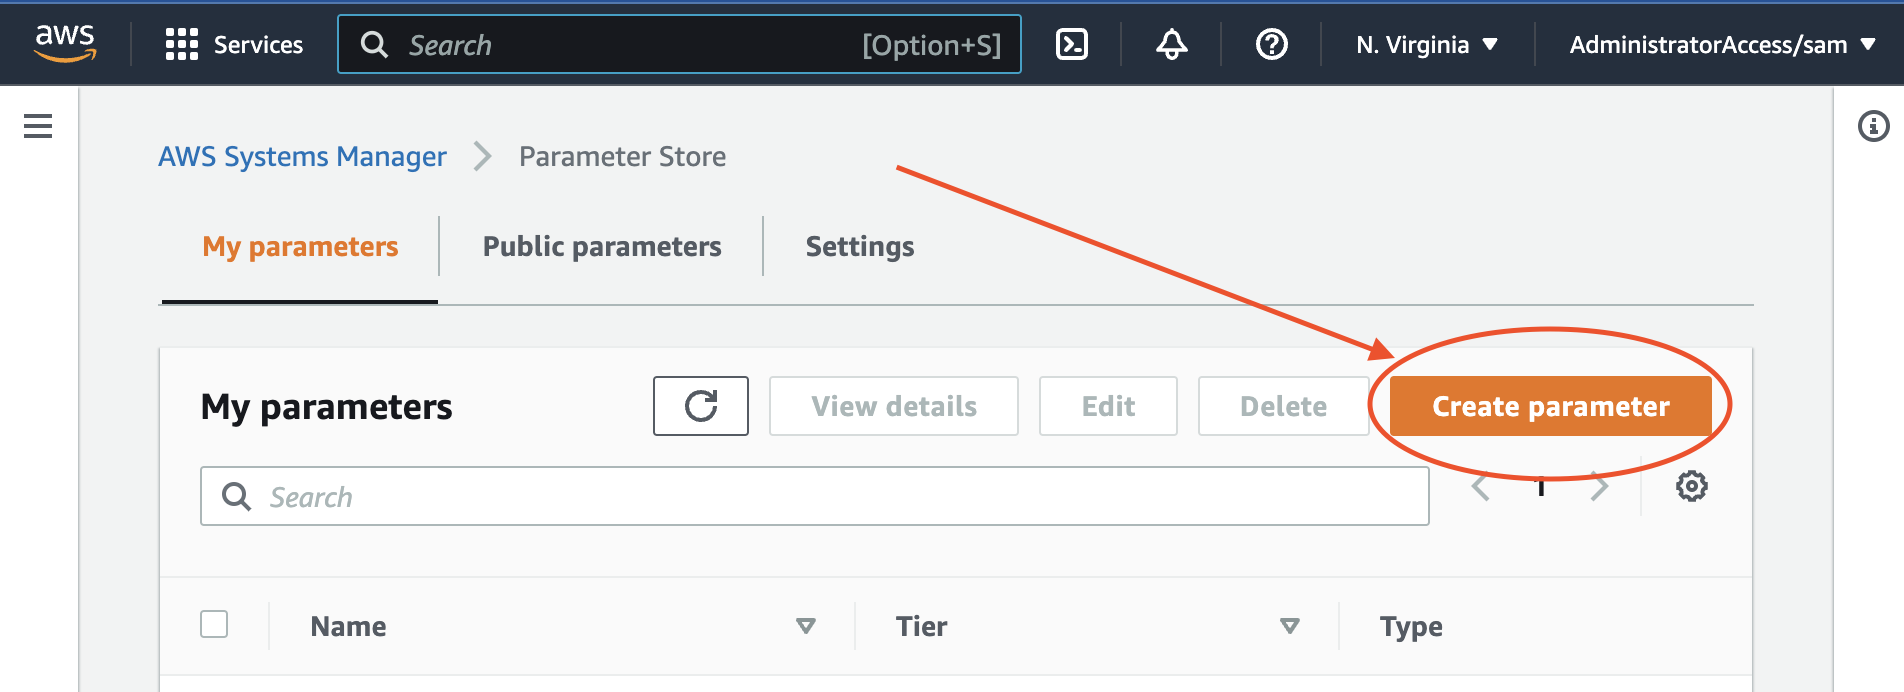 aws Services Search [Option+S] N. Virginia AdministratorAccess/sam
AWS Systems Manager Parameter Store
My parameters Public parameters Settings
My parameters View details Edit Delete Create parameter
Search 1
Name Tier Type